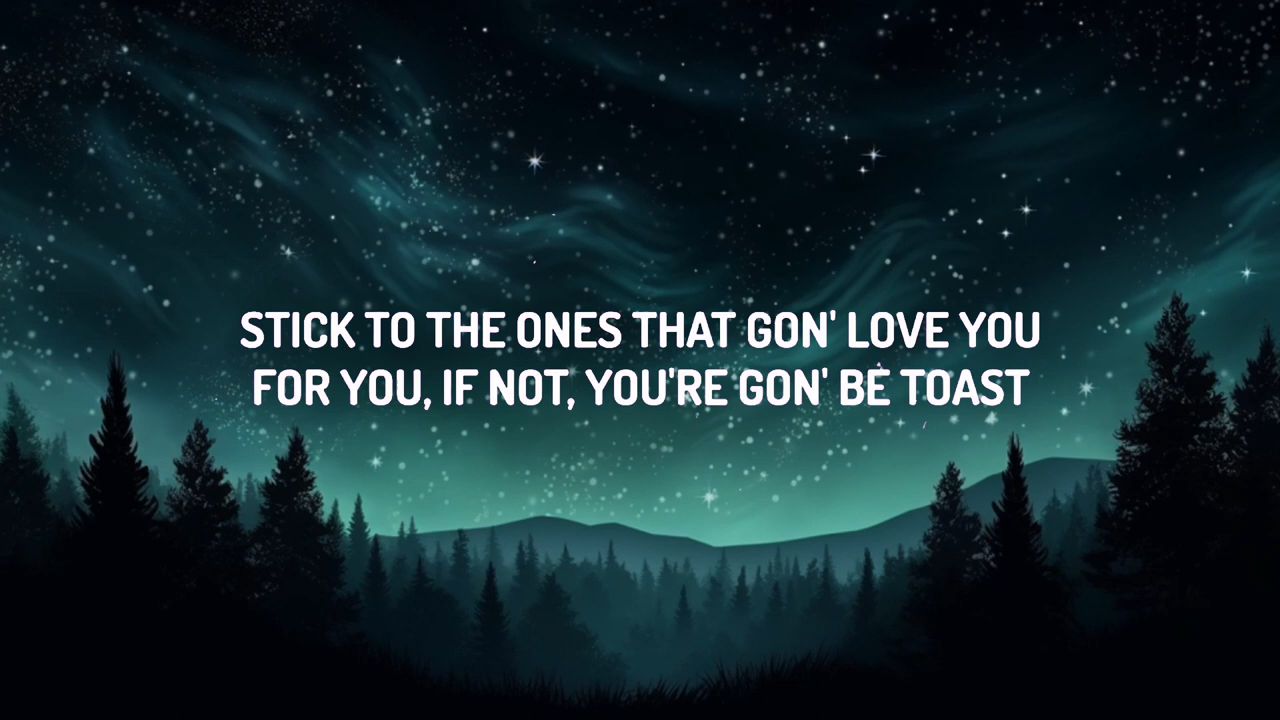 STICK TO THE ONES THAT GON' LOVE YOU
FOR YOU, IF NOT, YOU'RE GON' BE TOAST